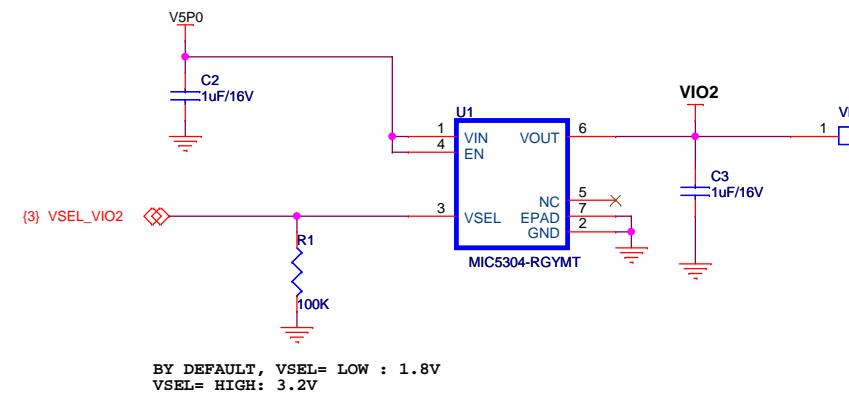 V5P0
C2
1uF/16V
U1
VIO2
1 VIN VOUT 6 1
4 EN
C3
1uF/16V
NC 5
{3} VSEL_VIO2 3 VSEL EPAD 7
GND 2
R1
MIC5304-RGYMT
100K
BY DEFAULT, VSEL= LOW : 1.8V
VSEL= HIGH: 3.2V